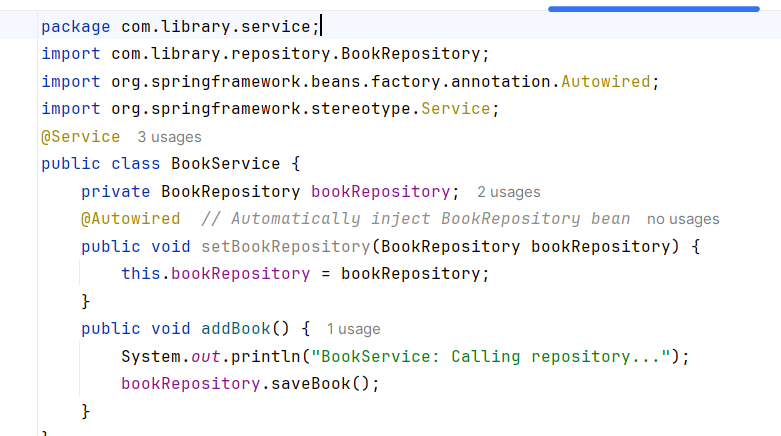 package com.library.service;
import com.library.repository.BookRepository;
import org.springframework.beans.factory.annotation.Autowired;
import org.springframework.stereotype.Service;
@Service 3 usages
public class BookService {
    private BookRepository bookRepository; 2 usages
    @Autowired // Automatically inject BookRepository bean no usages
    public void setBookRepository(BookRepository bookRepository) {
        this.bookRepository = bookRepository;
    }
    public void addBook() { 1 usage
        System.out.println("BookService: Calling repository...");
        bookRepository.saveBook();
    }
}